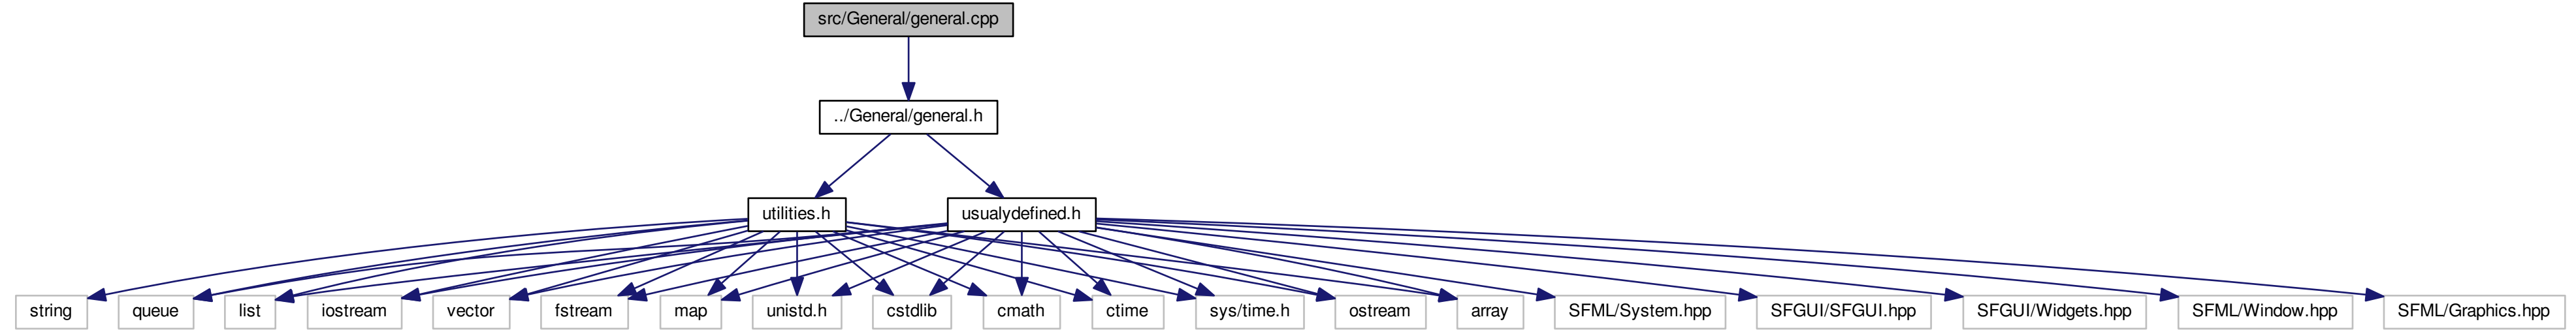 src/General/general.cpp
../General/general.h
utilities.h
usualydefined.h
string
queue
list
iostream
vector
fstream
map
unistd.h
cstdlib
cmath
ctime
sys/time.h
ostream
array
SFML/System.hpp
SFGUI/SFGUI.hpp
SFGUI/Widgets.hpp
SFML/Window.hpp
SFML/Graphics.hpp